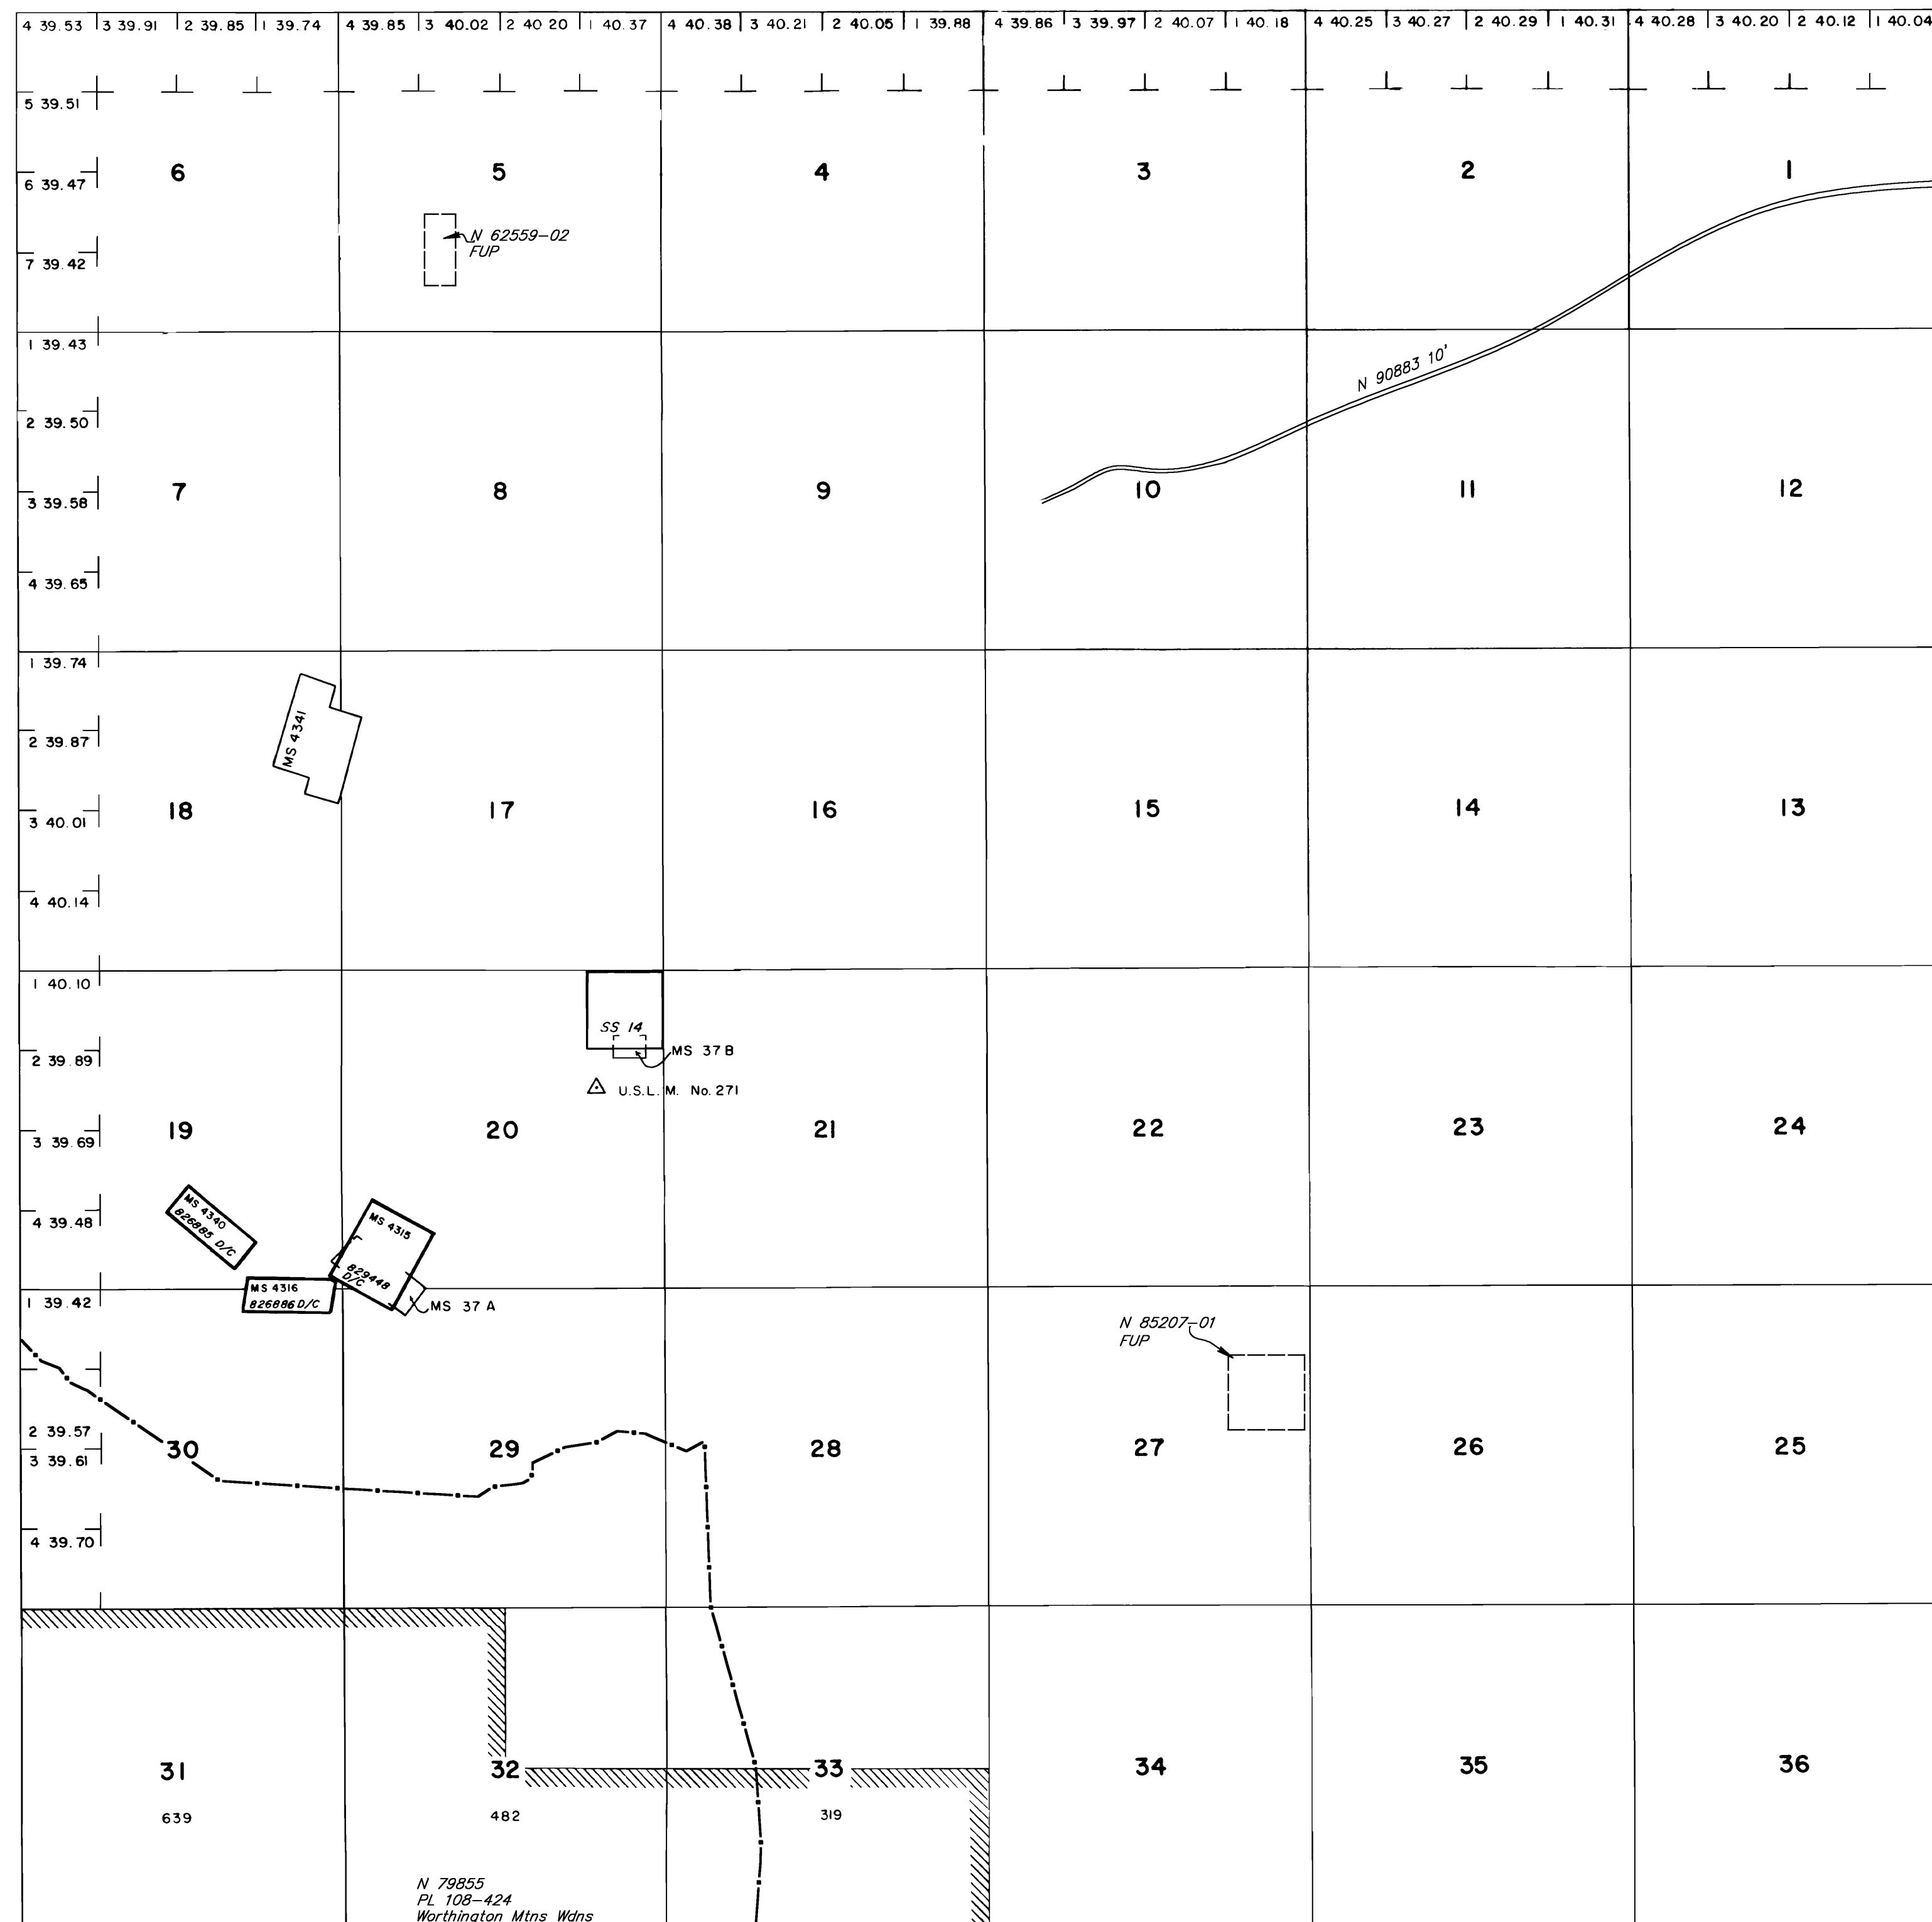 4 39.53 3 39.91 2 39.85 1 39.74 4 39.85 3 40.02 2 40.20 1 40.37 4 40.38 3 40.21 2 40.05 1 39.88 4 39.86 3 39.97 2 40.07 1 40.18 4 40.25 3 40.27 2 40.29 1 40.31 4 40.28 3 40.20 2 40.12 1 40.04
5 39.51
6 5 4 3 2 1
6 39.47
N 62559-02
FUP
7 39.42
1 39.43
N 90883 10'
2 39.50
7 8 9 10 11 12
3 39.58
4 39.65
1 39.74
MS 4341
2 39.87
18 17 16 15 14 13
3 40.01
4 40.14
1 40.10
SS 14
MS 37B
2 39.89
U.S.L.M. No. 271
19 20 21 22 23 24
3 39.69
MS 4340
826885 D/C
4 39.48
MS 4315
829448
D/C
MS 4316
826886 D/C
1 39.42
MS 37 A
N 85207-01
FUP
2 39.57
30 29 28 27 26 25
3 39.61
4 39.70
31 32 33 34 35 36
639 482 319
N 79855
PL 108-424
Worthington Mtns Wdns